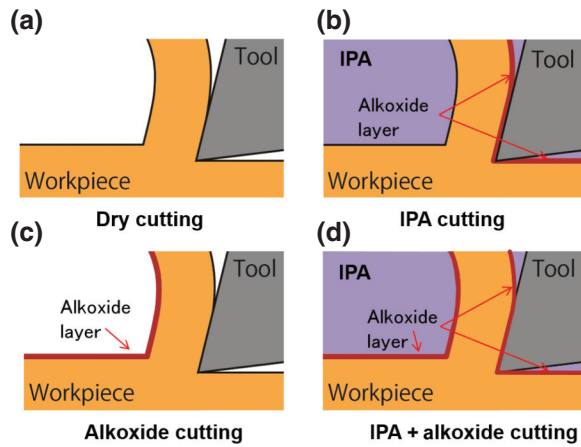 (a)
Tool
Workpiece
Dry cutting
(b)
IPA
Tool
Alkoxide
layer
Workpiece
IPA cutting
(c)
Tool
Alkoxide
layer
Workpiece
Alkoxide cutting
(d)
IPA
Tool
Alkoxide
layer
Workpiece
IPA + alkoxide cutting